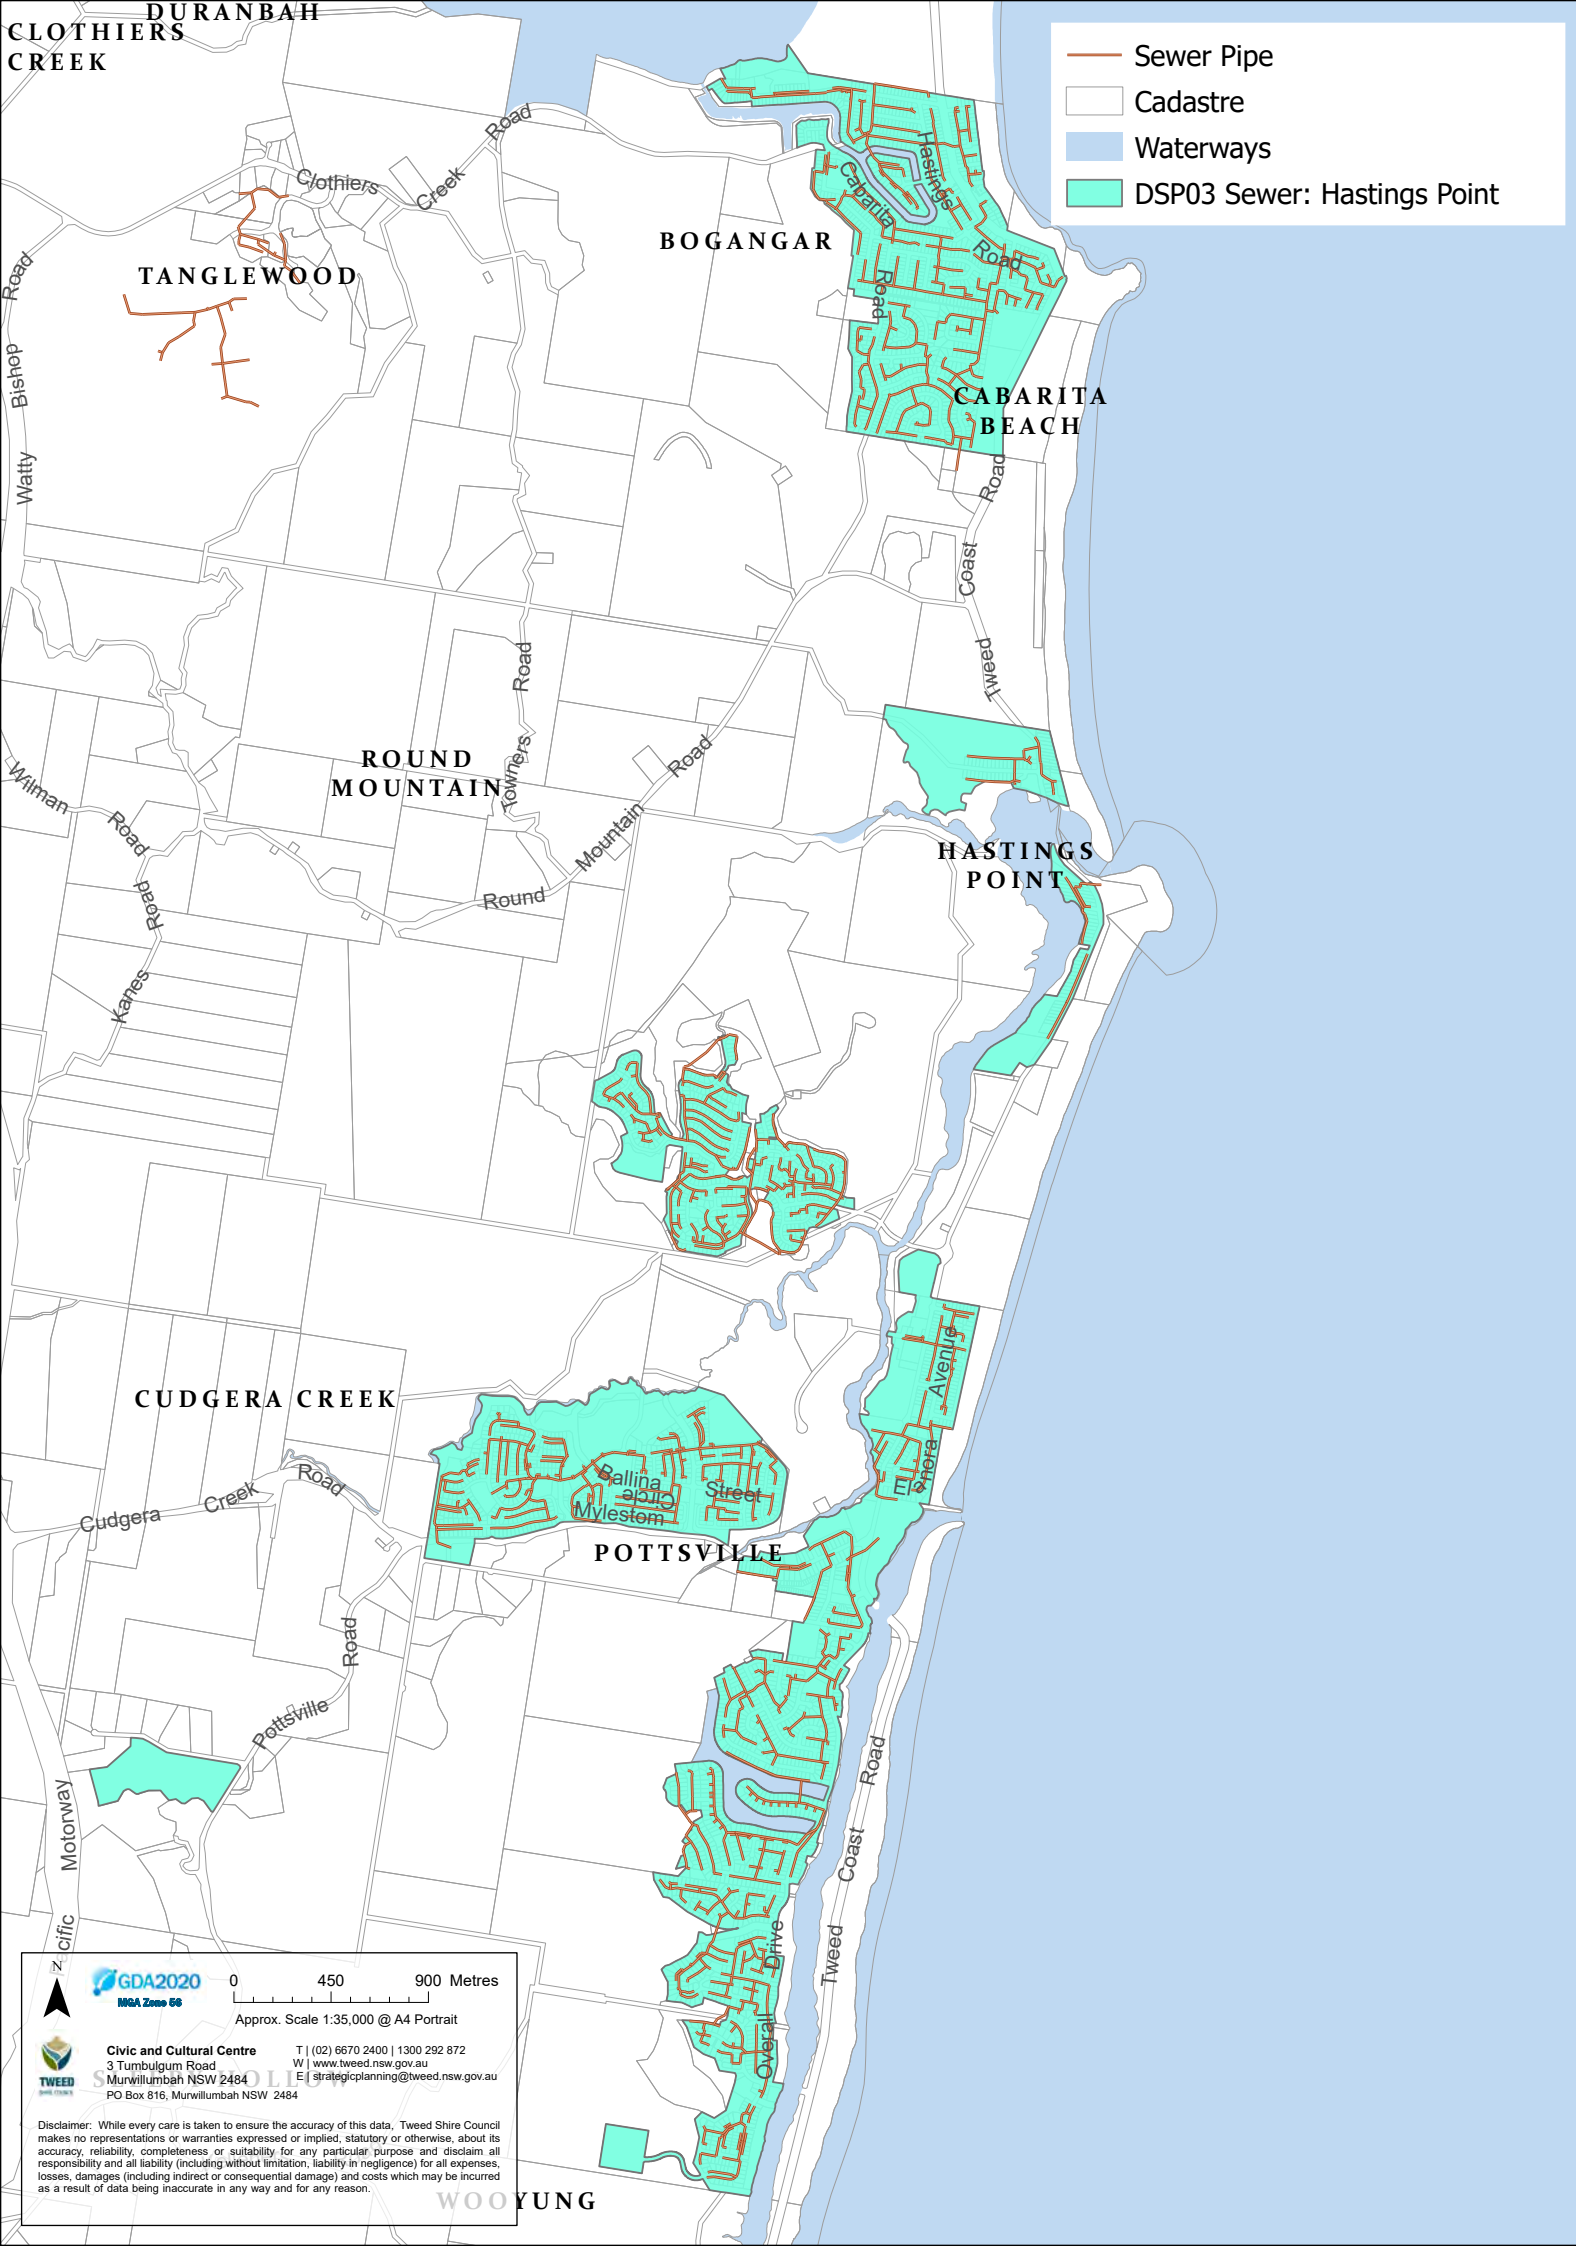 DURANBAH
CLOTHIERS
CREEK
Sewer Pipe
Cadastre
Waterways
DSP03 Sewer: Hastings Point
Road
Clothiers
Creek
Hastings
Cabarita
Road
BOGANGAR
Road
TANGLEWOOD
Road
Road
Bishop
Watty
CABARITA
BEACH
Road
Coast
Tweed
Road
Towners
ROUND
MOUNTAIN
Road
Mountain
Round
Wilman
Road
Road
Kanes
HASTINGS
POINT
Avenue
Elanora
CUDGERA CREEK
Road
Creek
Cudgera
Ballina
Circle
Street
Mylestom
POTTSVILLE
Road
Pottsville
Motorway
Road
Coast
Tweed
Drive
Overall
N
GDA2020
MGA Zone 56
0 450 900 Metres
Approx. Scale 1:35,000 @ A4 Portrait
TWEED
Civic and Cultural Centre
3 Tumbulgum Road
Murwillumbah NSW 2484
PO Box 816, Murwillumbah NSW 2484
T | (02) 6670 2400 | 1300 292 872
W | www.tweed.nsw.gov.au
E | strategicplanning@tweed.nsw.gov.au
Disclaimer: While every care is taken to ensure the accuracy of this data, Tweed Shire Council
makes no representations or warranties expressed or implied, statutory or otherwise, about its
accuracy, reliability, completeness or suitability for any particular purpose and disclaim all
responsibility and all liability (including without limitation, liability in negligence) for all expenses,
losses, damages (including indirect or consequential damage) and costs which may be incurred
as a result of data being inaccurate in any way and for any reason.
WOOYUNG